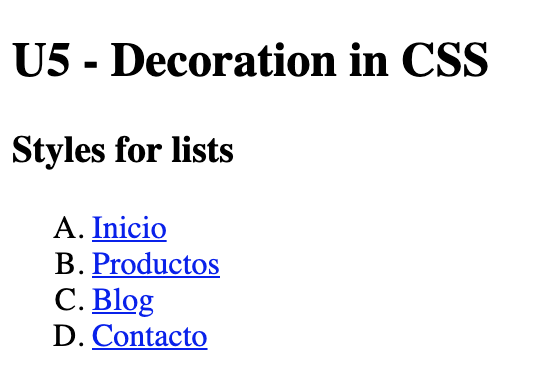 U5 - Decoration in CSS
Styles for lists
A. Inicio
B. Productos
C. Blog
D. Contacto